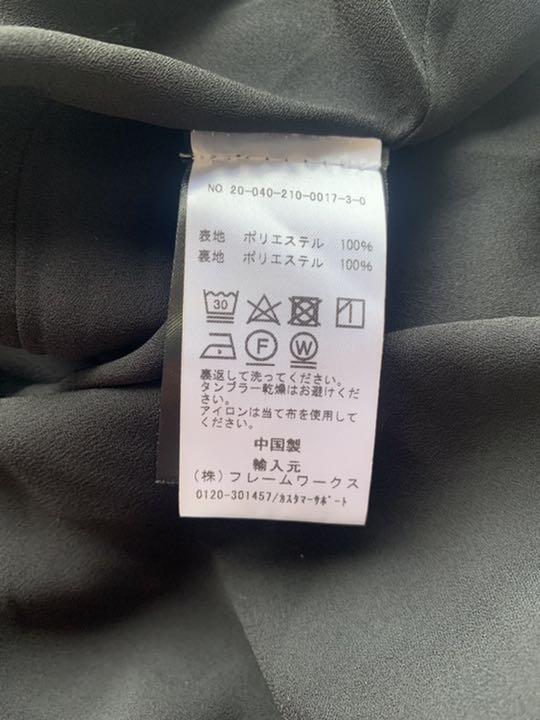 NO 20-040-210-0017-3-0
表地 ポリエステル 100%
裏地 ポリエステル 100%
30
F W
裏返して洗ってください。
タンブラー乾燥はお避けくだ
さい。
アイロンは当て布を使用して
ください。
中国製
輸入元
(株) フレームワークス
0120-301457/カスタマーサポート